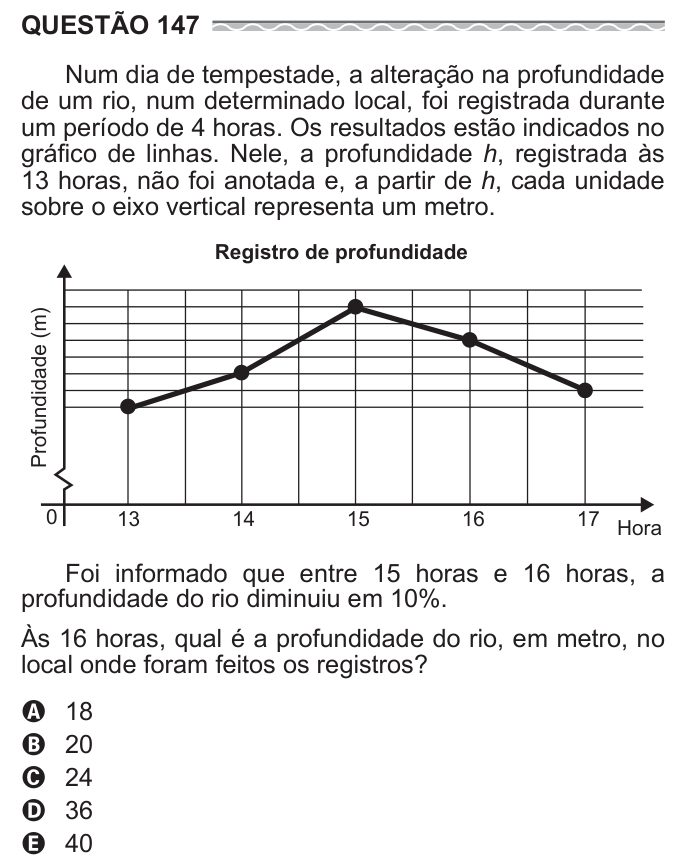 QUESTÃO 147
Num dia de tempestade, a alteração na profundidade
de um rio, num determinado local, foi registrada durante
um período de 4 horas. Os resultados estão indicados no
gráfico de linhas. Nele, a profundidade h, registrada às
13 horas, não foi anotada e, a partir de h, cada unidade
sobre o eixo vertical representa um metro.
Registro de profundidade
Profundidade (m)
0
13
14
15
16
17
Hora
Foi informado que entre 15 horas e 16 horas, a
profundidade do rio diminuiu em 10%.
Às 16 horas, qual é a profundidade do rio, em metro, no
local onde foram feitos os registros?
A 18
B 20
C 24
D 36
E 40